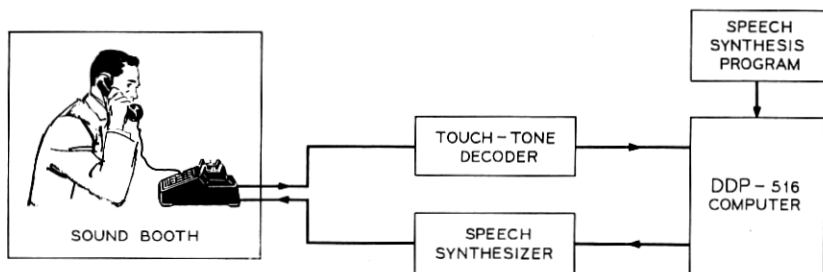 SPEECH
SYNTHESIS
PROGRAM
TOUCH-TONE
DECODER
DDP-516
COMPUTER
SPEECH
SYNTHESIZER
SOUND BOOTH